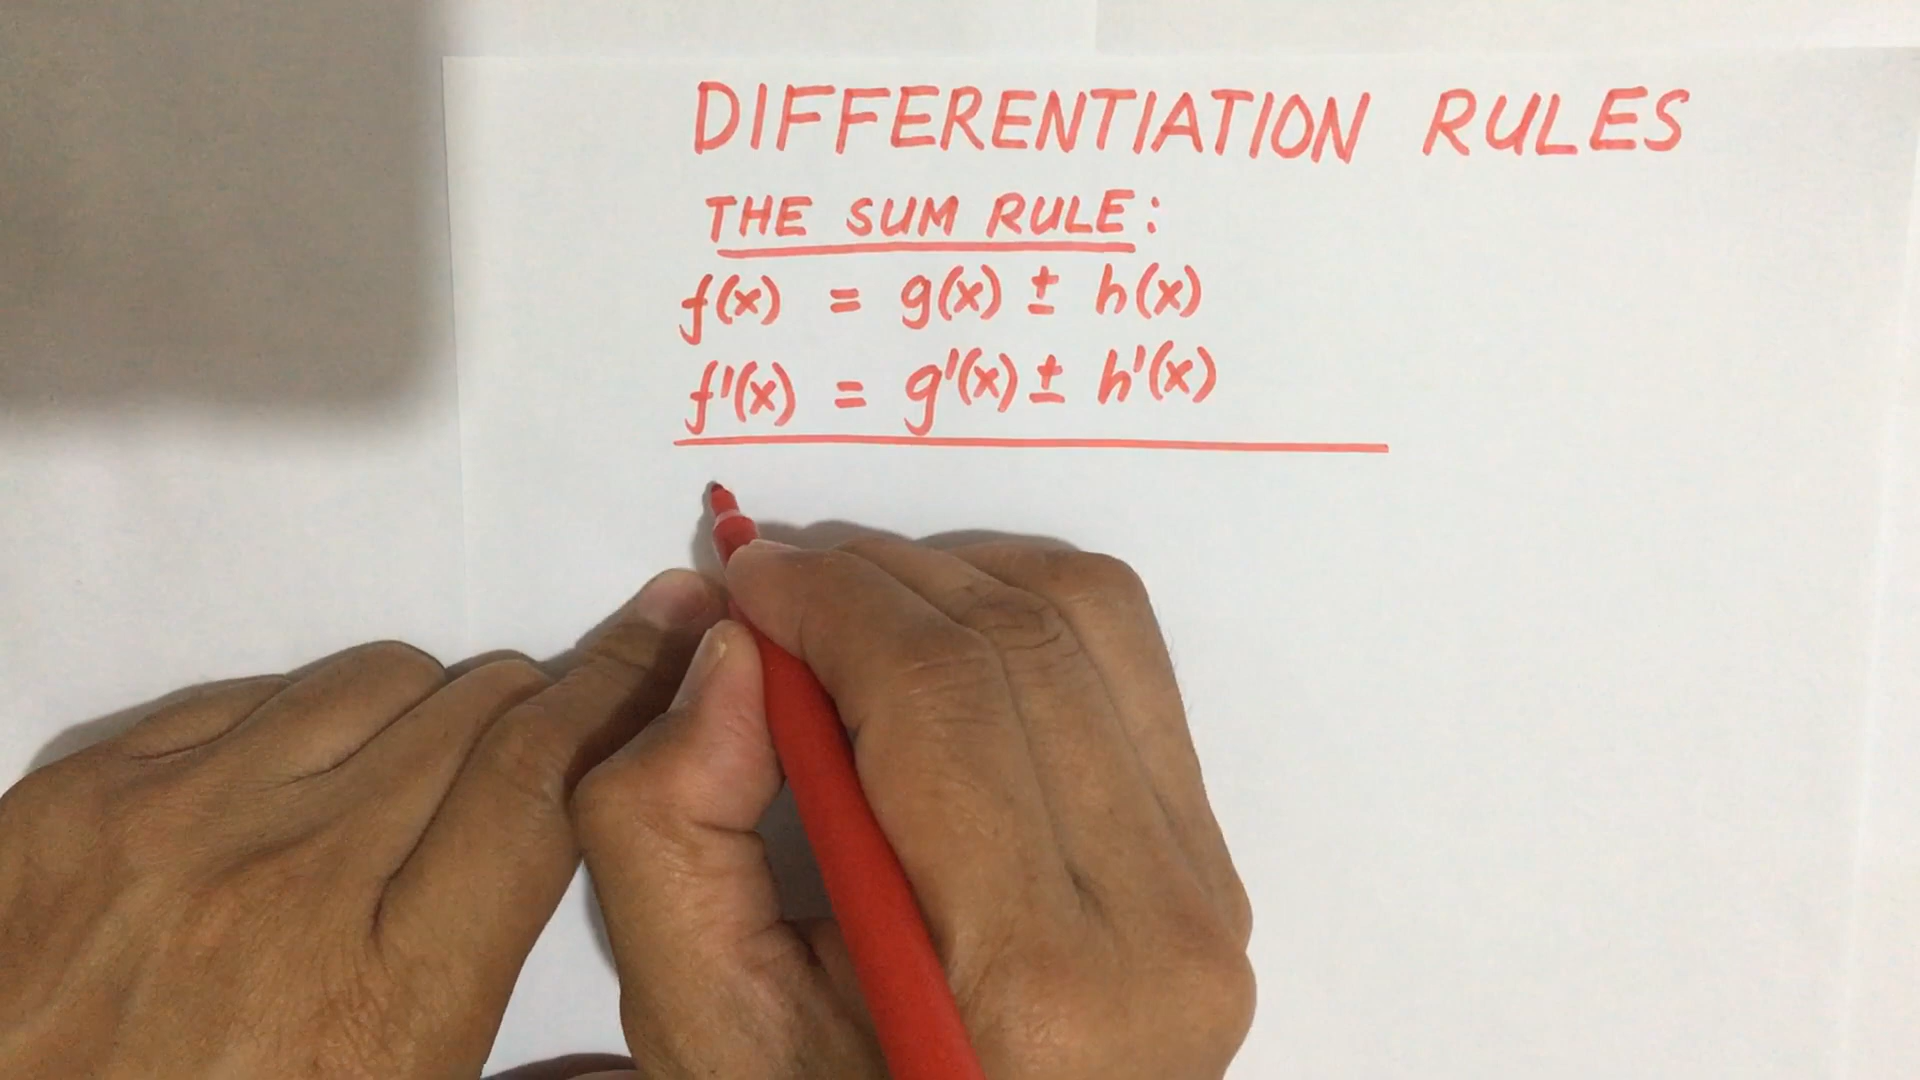 DIFFERENTIATION RULES
THE SUM RULE:
f(x) = g(x) ± h(x)
f'(x) = g'(x) ± h'(x)